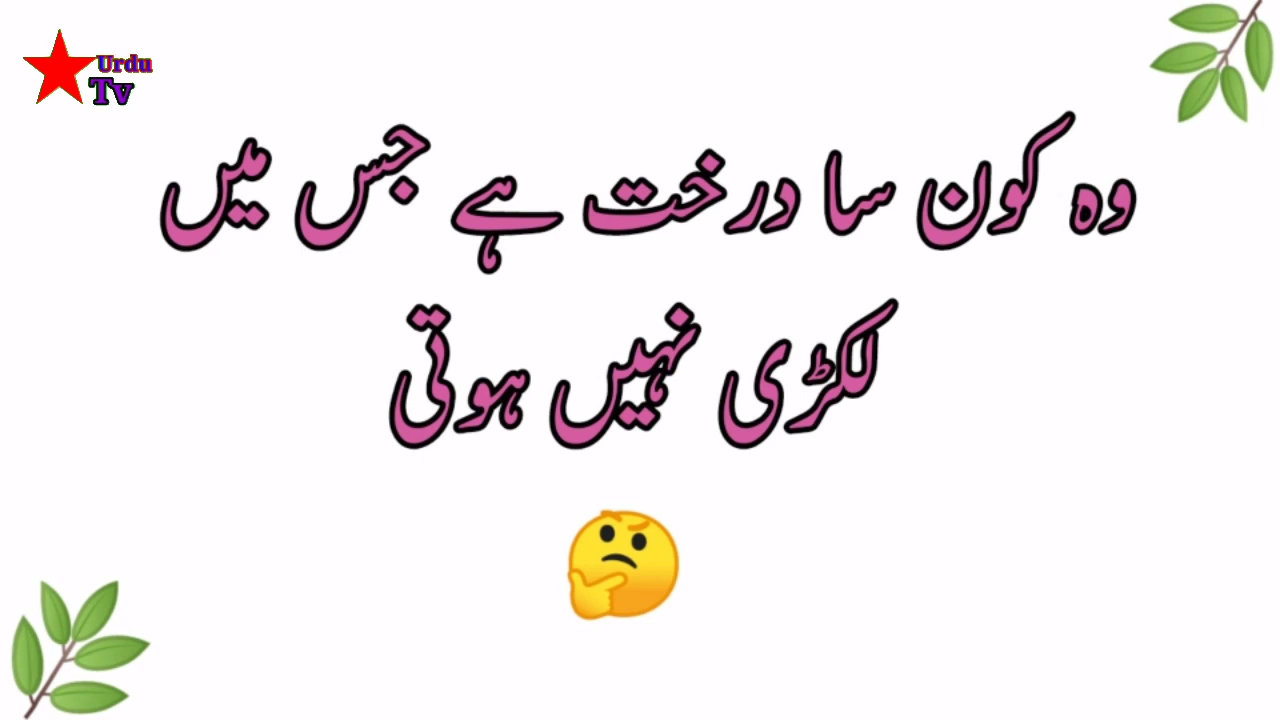 Urdu
Tv
وہ کون سا درخت ہے جس میں
لکڑی نہیں ہوتی